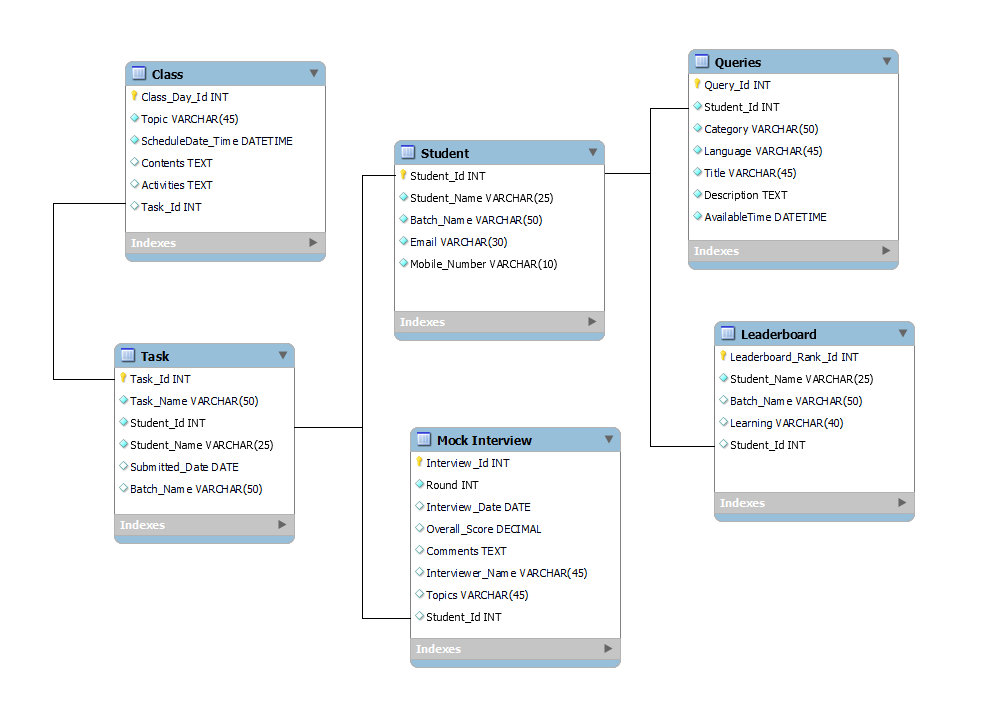 Class
Class_Day_Id INT
Topic VARCHAR(45)
ScheduleDate_Time DATETIME
Contents TEXT
Activities TEXT
Task_Id INT
Indexes
Task
Task_Id INT
Task_Name VARCHAR(50)
Student_Id INT
Student_Name VARCHAR(25)
Submitted_Date DATE
Batch_Name VARCHAR(50)
Indexes
Student
Student_Id INT
Student_Name VARCHAR(25)
Batch_Name VARCHAR(50)
Email VARCHAR(30)
Mobile_Number VARCHAR(10)
Indexes
Mock Interview
Interview_Id INT
Round INT
Interview_Date DATE
Overall_Score DECIMAL
Comments TEXT
Interviewer_Name VARCHAR(45)
Topics VARCHAR(45)
Student_Id INT
Indexes
Queries
Query_Id INT
Student_Id INT
Category VARCHAR(50)
Language VARCHAR(45)
Title VARCHAR(45)
Description TEXT
AvailableTime DATETIME
Indexes
Leaderboard
Leaderboard_Rank_Id INT
Student_Name VARCHAR(25)
Batch_Name VARCHAR(50)
Learning VARCHAR(40)
Student_Id INT
Indexes